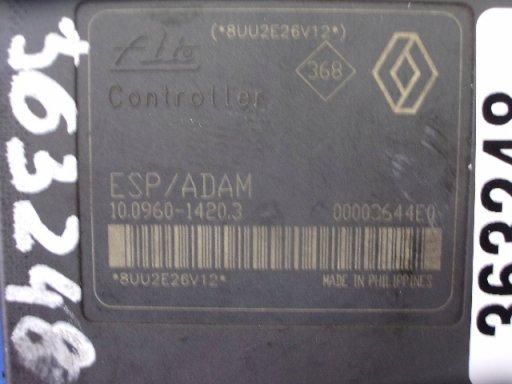 (*8UU2E26V12*)
Ate
368
Controller
ESP/ADAM
10.0960-1420.3 00003644E0
*8UU2E26V12*
MADE IN PHILIPPINES
363248
363248